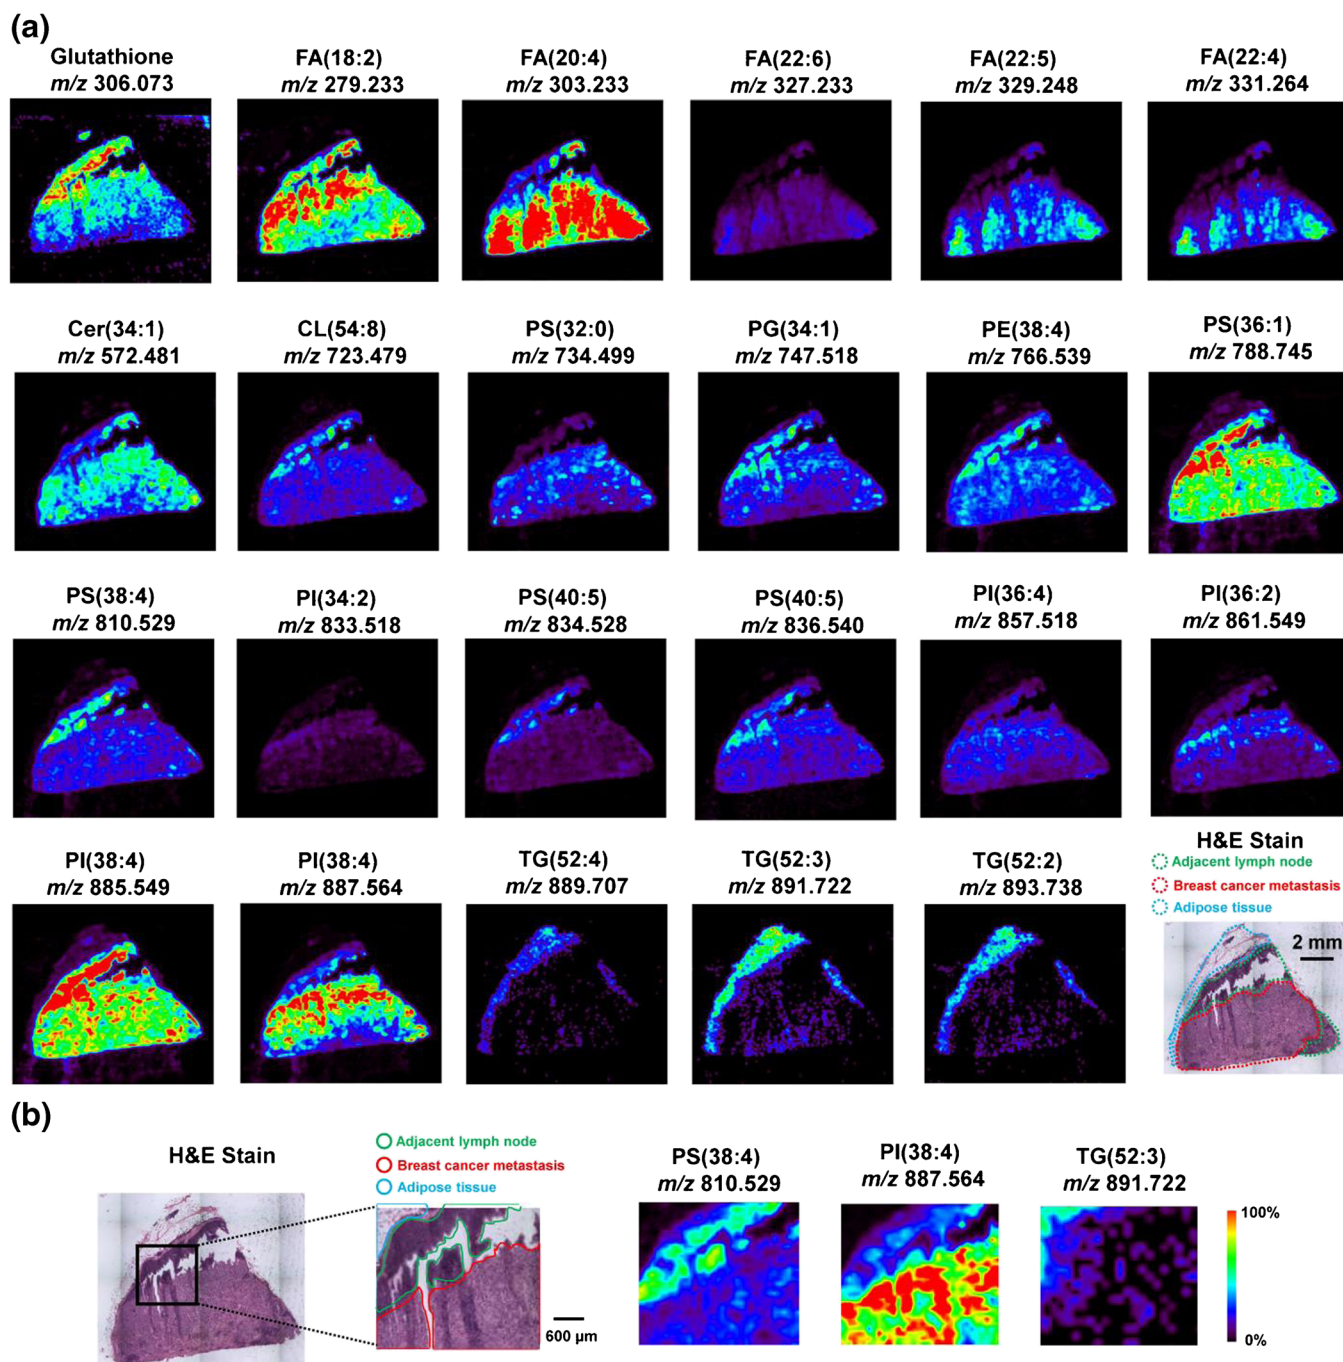 (a)
Glutathione
m/z 306.073
FA(18:2)
m/z 279.233
FA(20:4)
m/z 303.233
FA(22:6)
m/z 327.233
FA(22:5)
m/z 329.248
FA(22:4)
m/z 331.264
Cer(34:1)
m/z 572.481
CL(54:8)
m/z 723.479
PS(32:0)
m/z 734.499
PG(34:1)
m/z 747.518
PE(38:4)
m/z 766.539
PS(36:1)
m/z 788.745
PS(38:4)
m/z 810.529
PI(34:2)
m/z 833.518
PS(40:5)
m/z 834.528
PS(40:5)
m/z 836.540
PI(36:4)
m/z 857.518
PI(36:2)
m/z 861.549
PI(38:4)
m/z 885.549
PI(38:4)
m/z 887.564
TG(52:4)
m/z 889.707
TG(52:3)
m/z 891.722
TG(52:2)
m/z 893.738
H&E Stain
Adjacent lymph node
Breast cancer metastasis
Adipose tissue
2 mm
(b)
H&E Stain
Adjacent lymph node
Breast cancer metastasis
Adipose tissue
600 µm
PS(38:4)
m/z 810.529
PI(38:4)
m/z 887.564
TG(52:3)
m/z 891.722
100%
0%